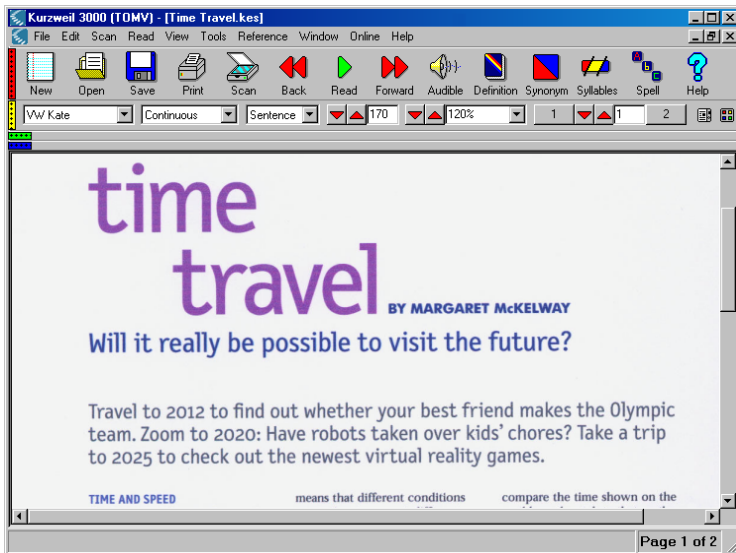 Kurzweil 3000 (TOMV) - [Time Travel.kes]
File Edit Scan Read View Tools Reference Window Online Help
New Open Save Print Scan Back Read Forward Audible Definition Synonym Syllables Spell Help
VW Kate Continuous Sentence 170 120% 1 1 2
time
travel BY MARGARET McKELWAY
Will it really be possible to visit the future?
Travel to 2012 to find out whether your best friend makes the Olympic
team. Zoom to 2020: Have robots taken over kids' chores? Take a trip
to 2025 to check out the newest virtual reality games.
TIME AND SPEED means that different conditions compare the time shown on the
Page 1 of 2